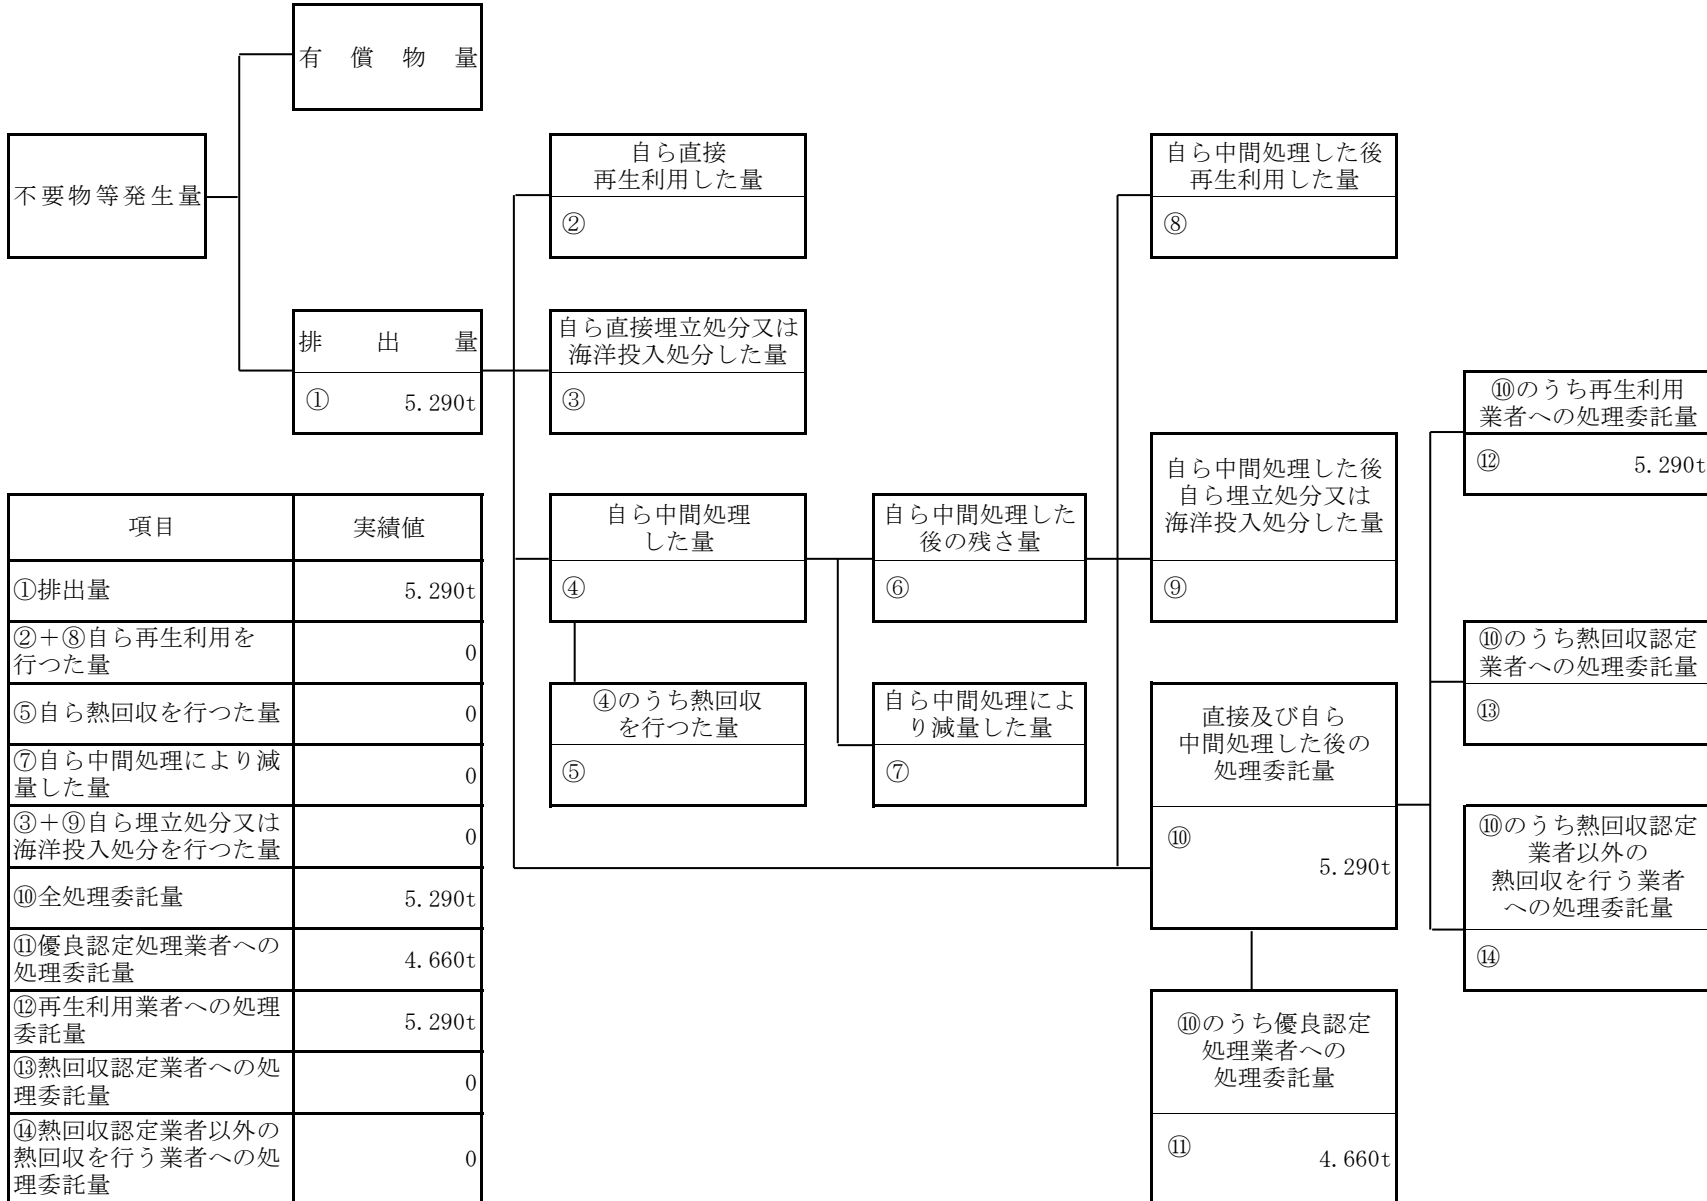 有償物量
不要物等発生量
排出量
① 5.290t
自ら直接
再生利用した量
②
自ら直接埋立処分又は
海洋投入処分した量
③
自ら中間処理
した量
④
④のうち熱回収
を行つた量
⑤
自ら中間処理した
後の残さ量
⑥
自ら中間処理によ
り減量した量
⑦
自ら中間処理した後
再生利用した量
⑧
自ら中間処理した後
自ら埋立処分又は
海洋投入処分した量
⑨
直接及び自ら
中間処理した後の
処理委託量
⑩
5.290t
⑩のうち優良認定
処理業者への
処理委託量
⑪
4.660t
⑩のうち再生利用
業者への処理委託量
⑫ 5.290t
⑩のうち熱回収認定
業者への処理委託量
⑬
⑩のうち熱回収認定
業者以外の
熱回収を行う業者
への処理委託量
⑭
項目 実績値
①排出量 5.290t
②+⑧自ら再生利用を
行つた量 0
⑤自ら熱回収を行つた量 0
⑦自ら中間処理により減
量した量 0
③+⑨自ら埋立処分又は
海洋投入処分を行つた量 0
⑩全処理委託量 5.290t
⑪優良認定処理業者への
処理委託量 4.660t
⑫再生利用業者への処理
委託量 5.290t
⑬熱回収認定業者への処
理委託量 0
⑭熱回収認定業者以外の
熱回収を行う業者への処
理委託量 0